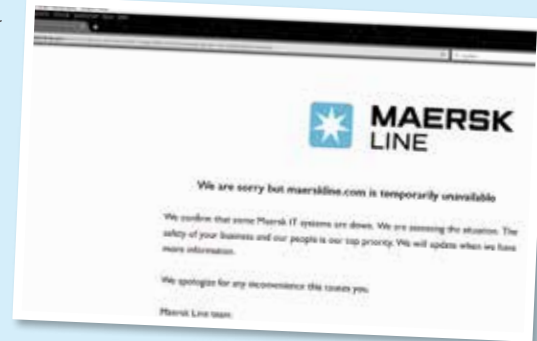 MAERSK
LINE
We are sorry but maerskline.com is temporarily unavailable
We confirm that some Maersk IT systems are down. We are assessing the situation. The
safety of your business and our people is our top priority. We will update when we have
more information.
We apologise for any inconvenience this causes you.
Maersk Line team